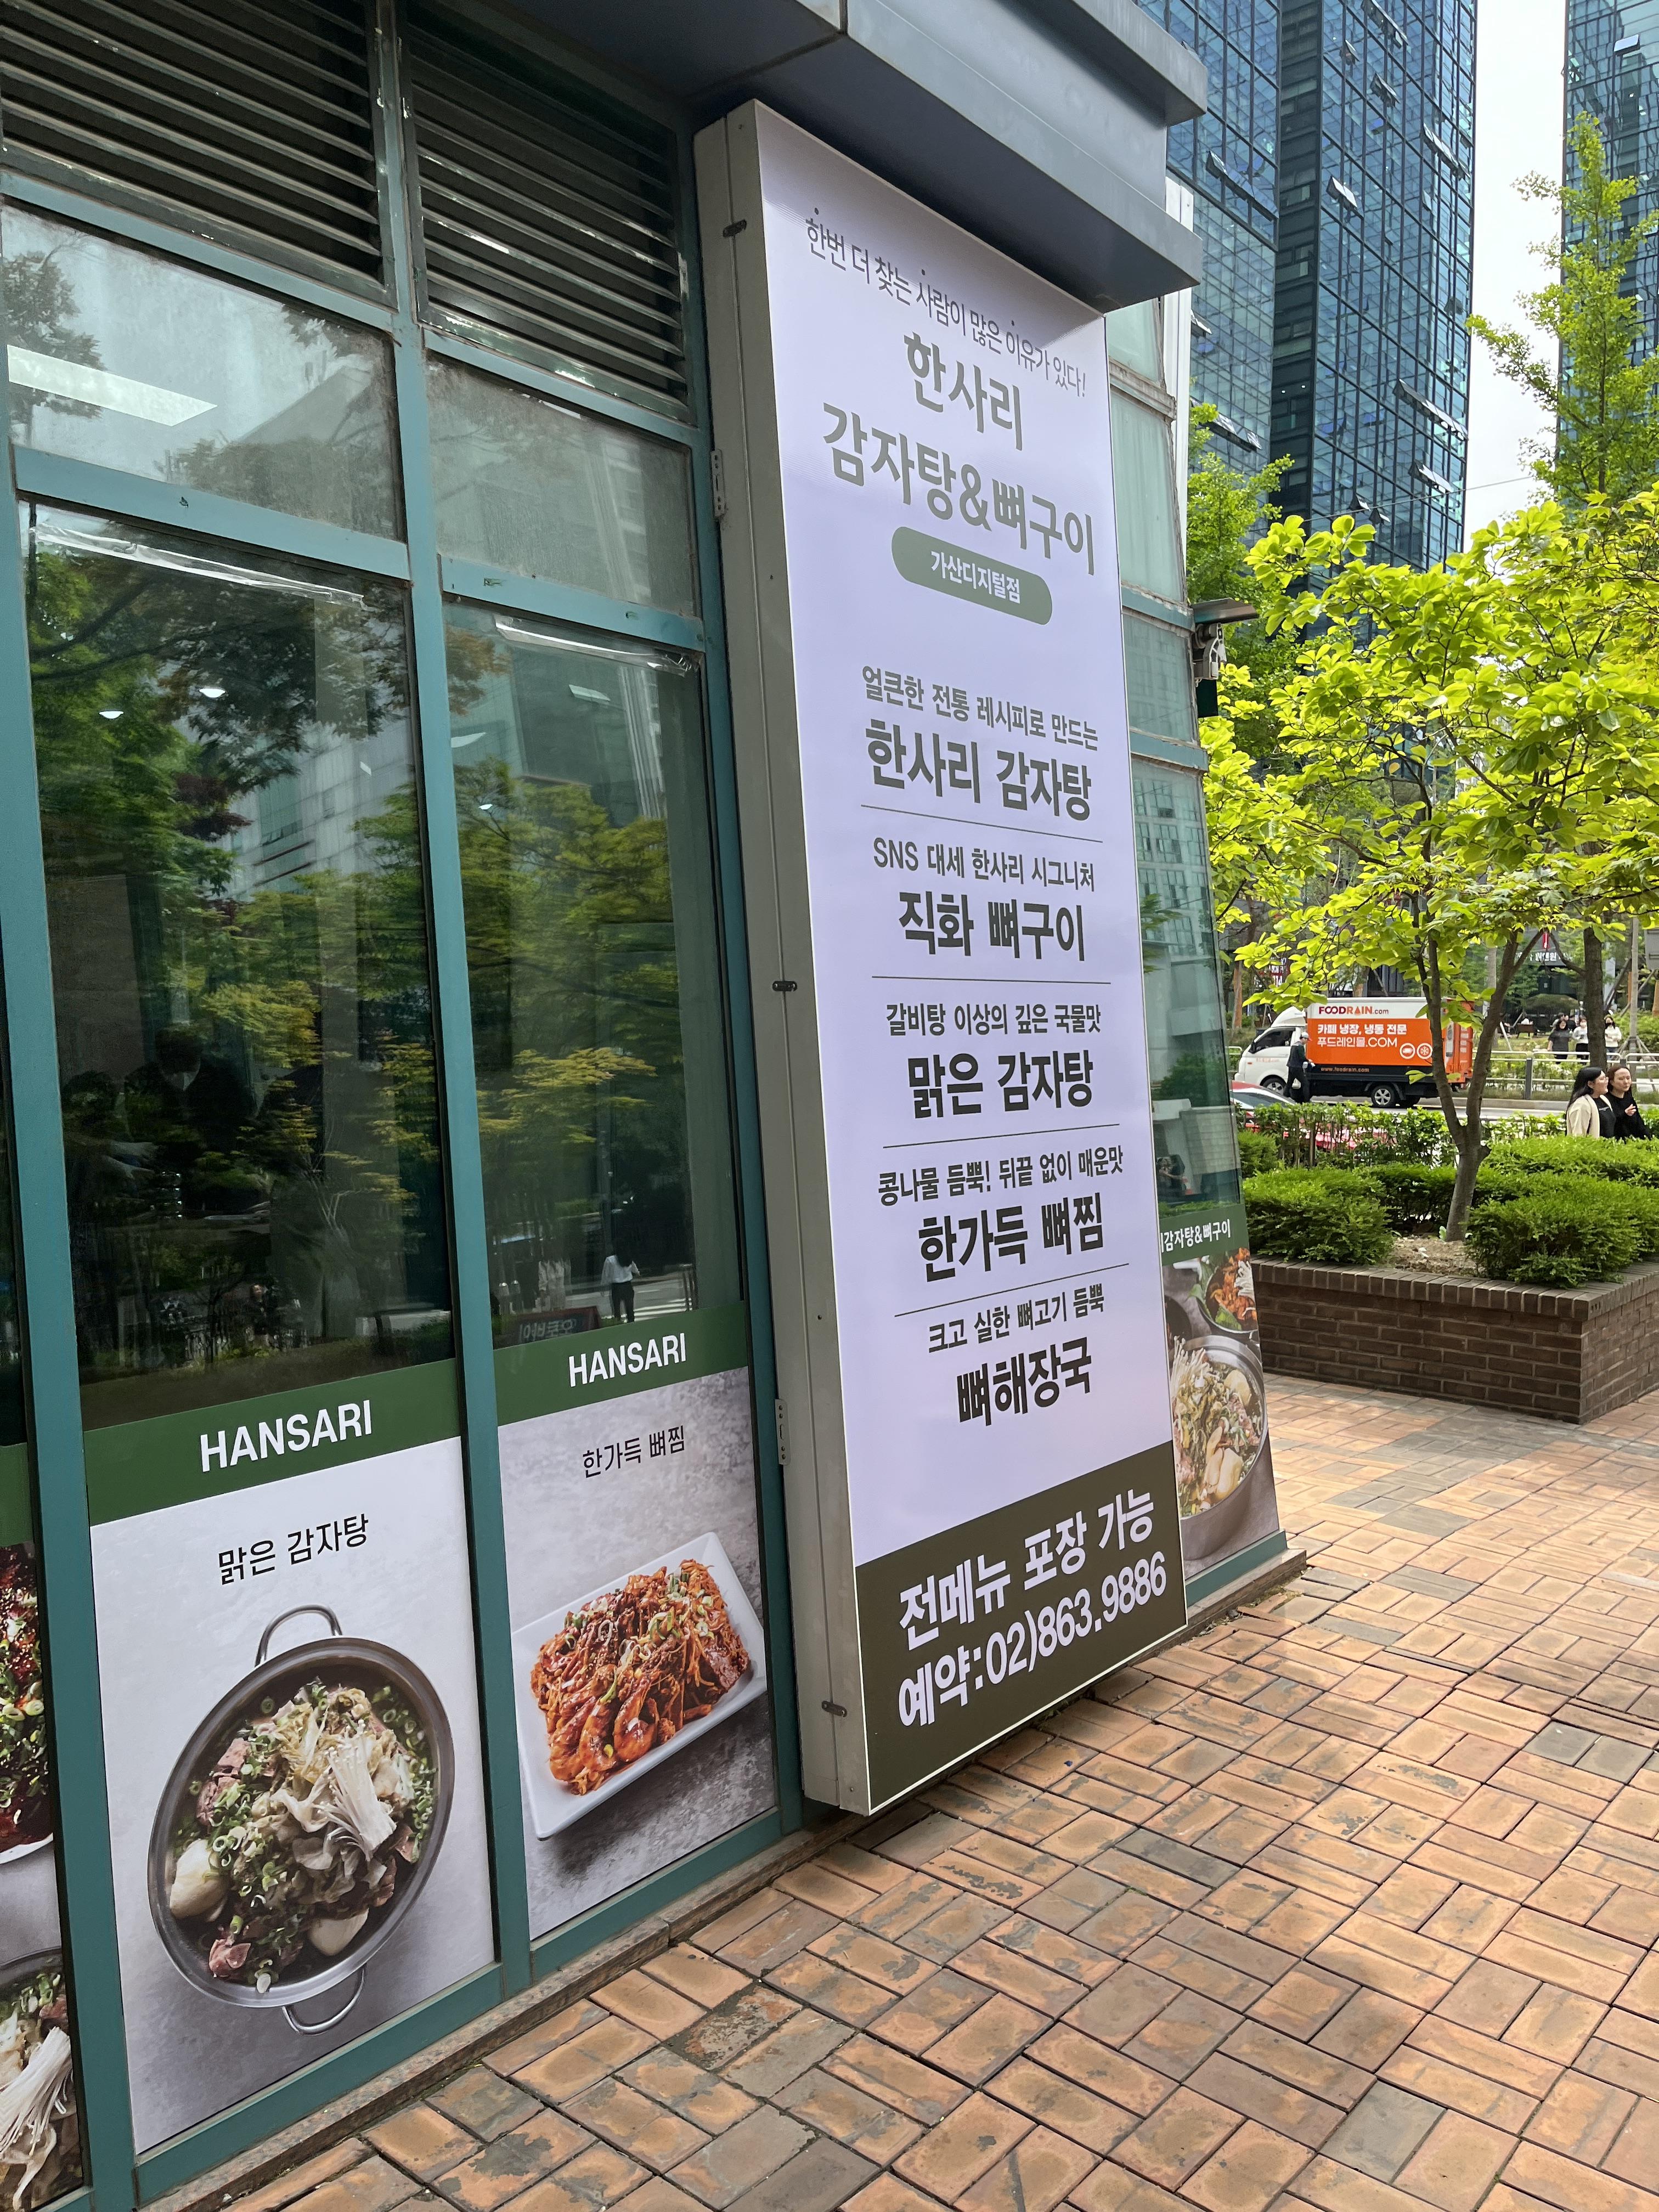 한번 더 찾는 사람이 많은 이유가 있다!
한사리
감자탕&뼈구이
가산디지털점
얼큰한 전통 레시피로 만드는
한사리 감자탕
SNS 대세 한사리 시그니처
직화 뼈구이
갈비탕 이상의 깊은 국물맛
맑은 감자탕
콩나물 듬뿍! 뒤끝 없이 매운맛
한가득 뼈찜
크고 실한 뼈고기 듬뿍
뼈해장국
전메뉴 포장 가능
예약:02)863.9886
HANSARI
맑은 감자탕
HANSARI
한가득 뼈찜
감자탕&뼈구이
FOODRAIN.com
카페 냉장, 냉동 전문
푸드레인몰.COM
www.foodrain.com